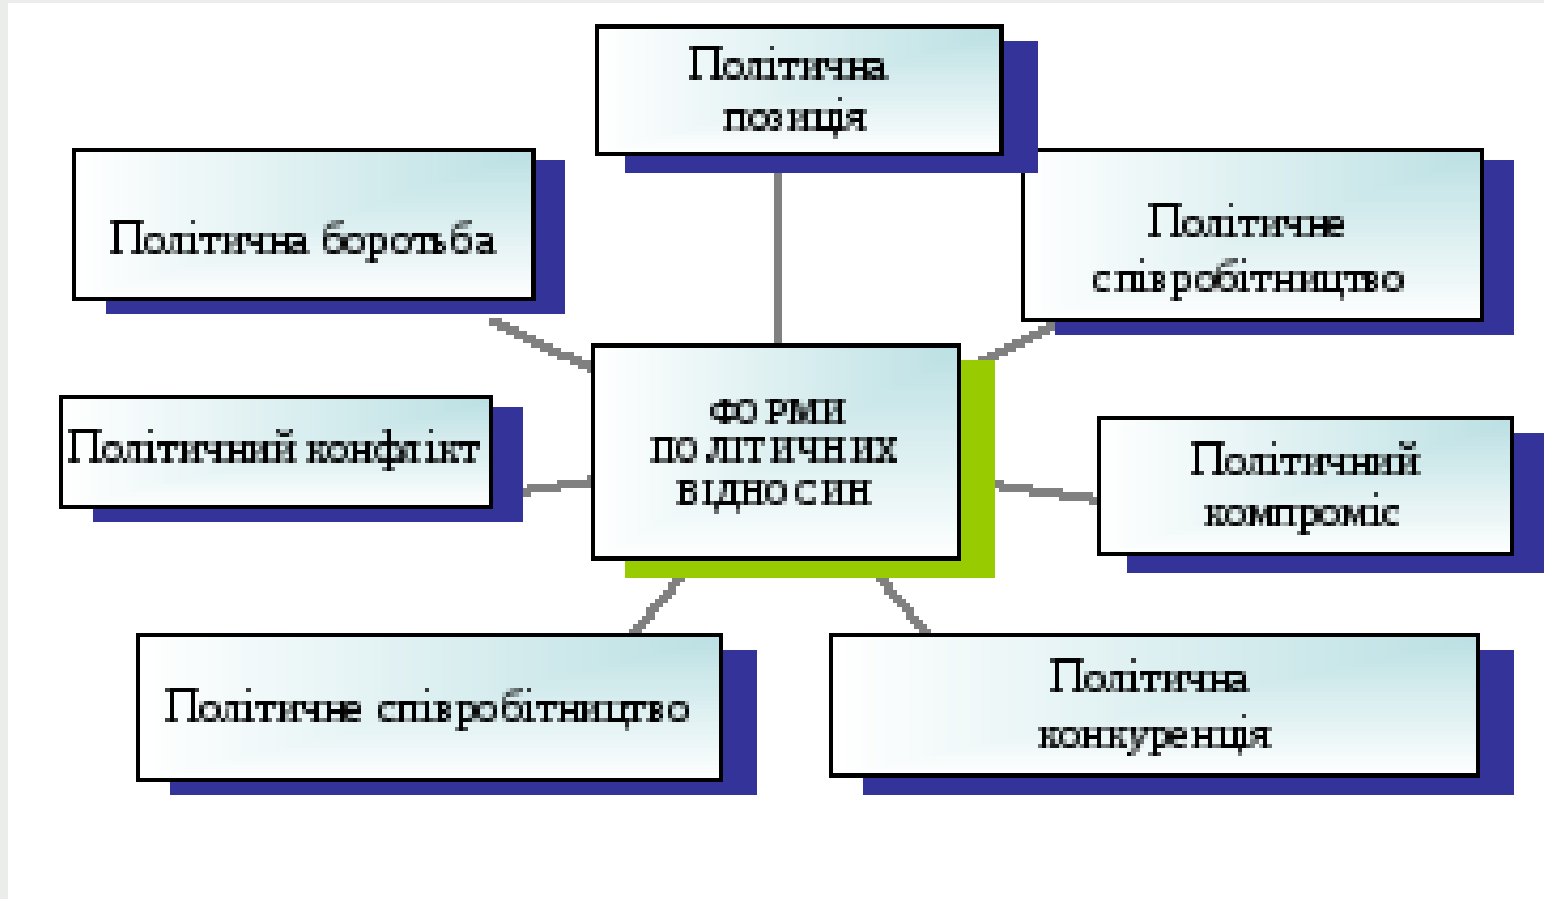 Політична
позиція
Політична боротьба
Політичне
співробітництво
ФОРМИ
ПОЛІТИЧНИХ
ВІДНОСИН
Політичний конфлікт
Політичний
компроміс
Політичне співробітництво
Політична
конкуренція